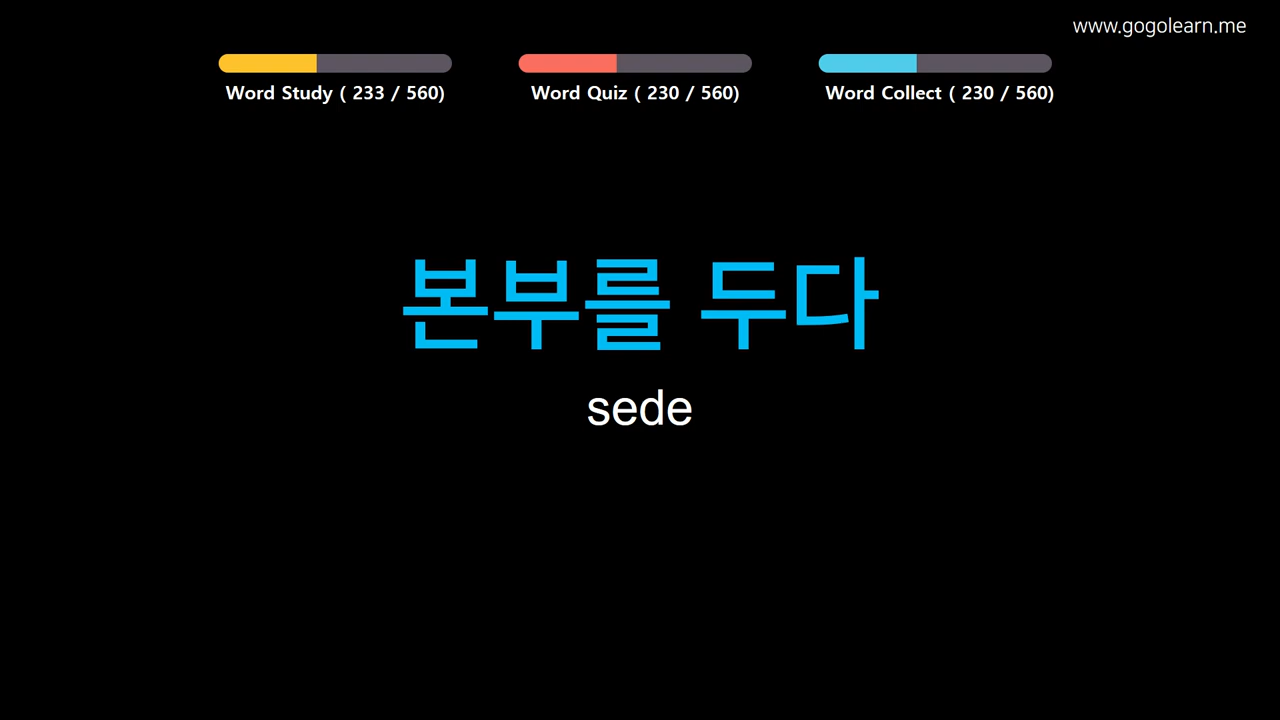 www.gogolearn.me
Word Study ( 233 / 560)
Word Quiz ( 230 / 560)
Word Collect ( 230 / 560)
본부를 두다
sede